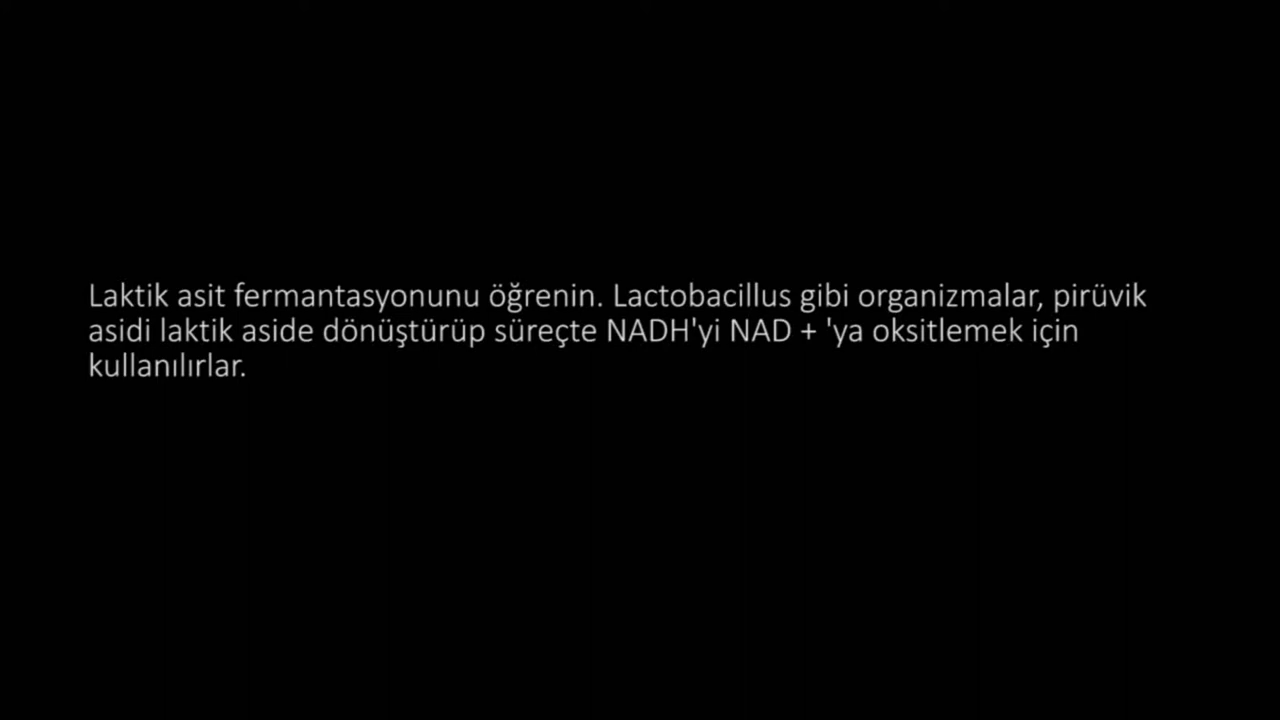 Laktik asit fermantasyonunu öğrenin. Lactobacillus gibi organizmalar, pirüvik
asidi laktik aside dönüştürüp süreçte NADH'yi NAD + 'ya oksitlemek için
kullanılırlar.